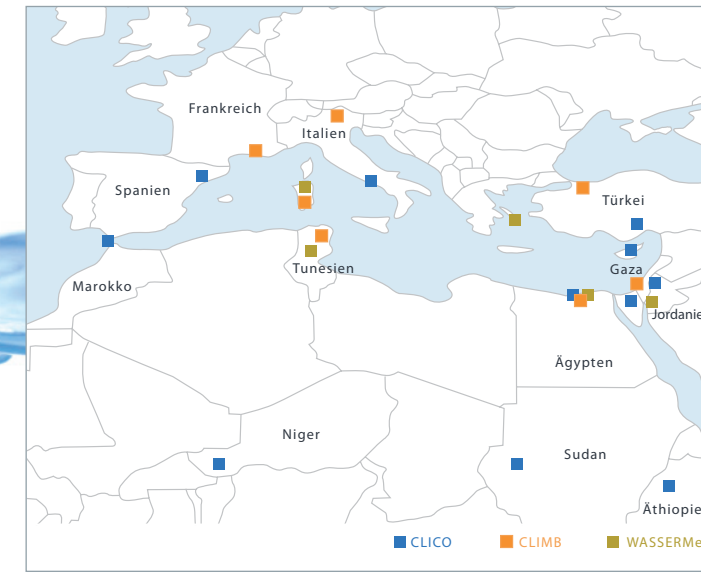 Frankreich
Italien
Spanien
Türkei
Tunesien
Gaza
Marokko
Jordanie
Ägypten
Niger
Sudan
Äthiopie
CLICO CLIMB WASSERMe